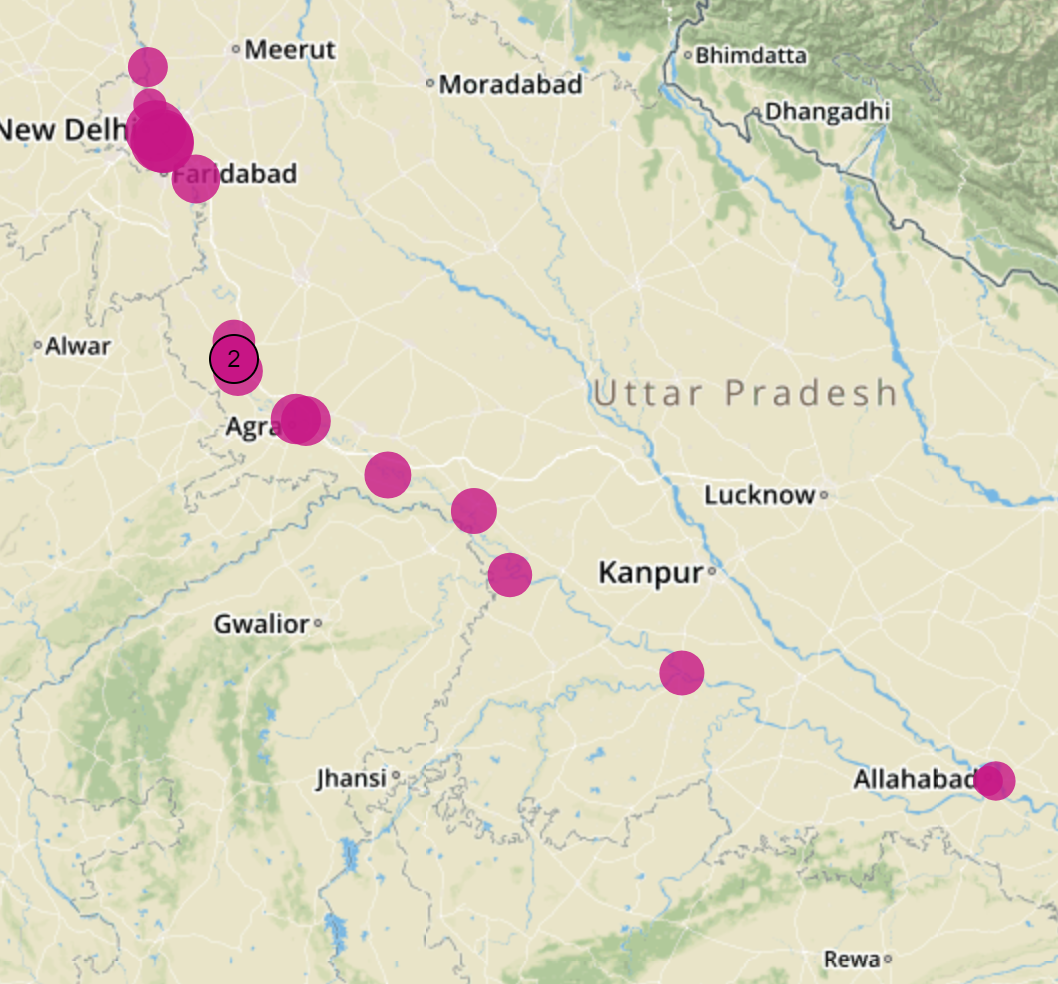 Meerut
Bhimdatta
Moradabad
Dhangadhi
New Delhi
Faridabad
Alwar
2
Uttar Pradesh
Agra
Lucknow
Kanpur
Gwalior
Jhansi
Allahabad
Rewa